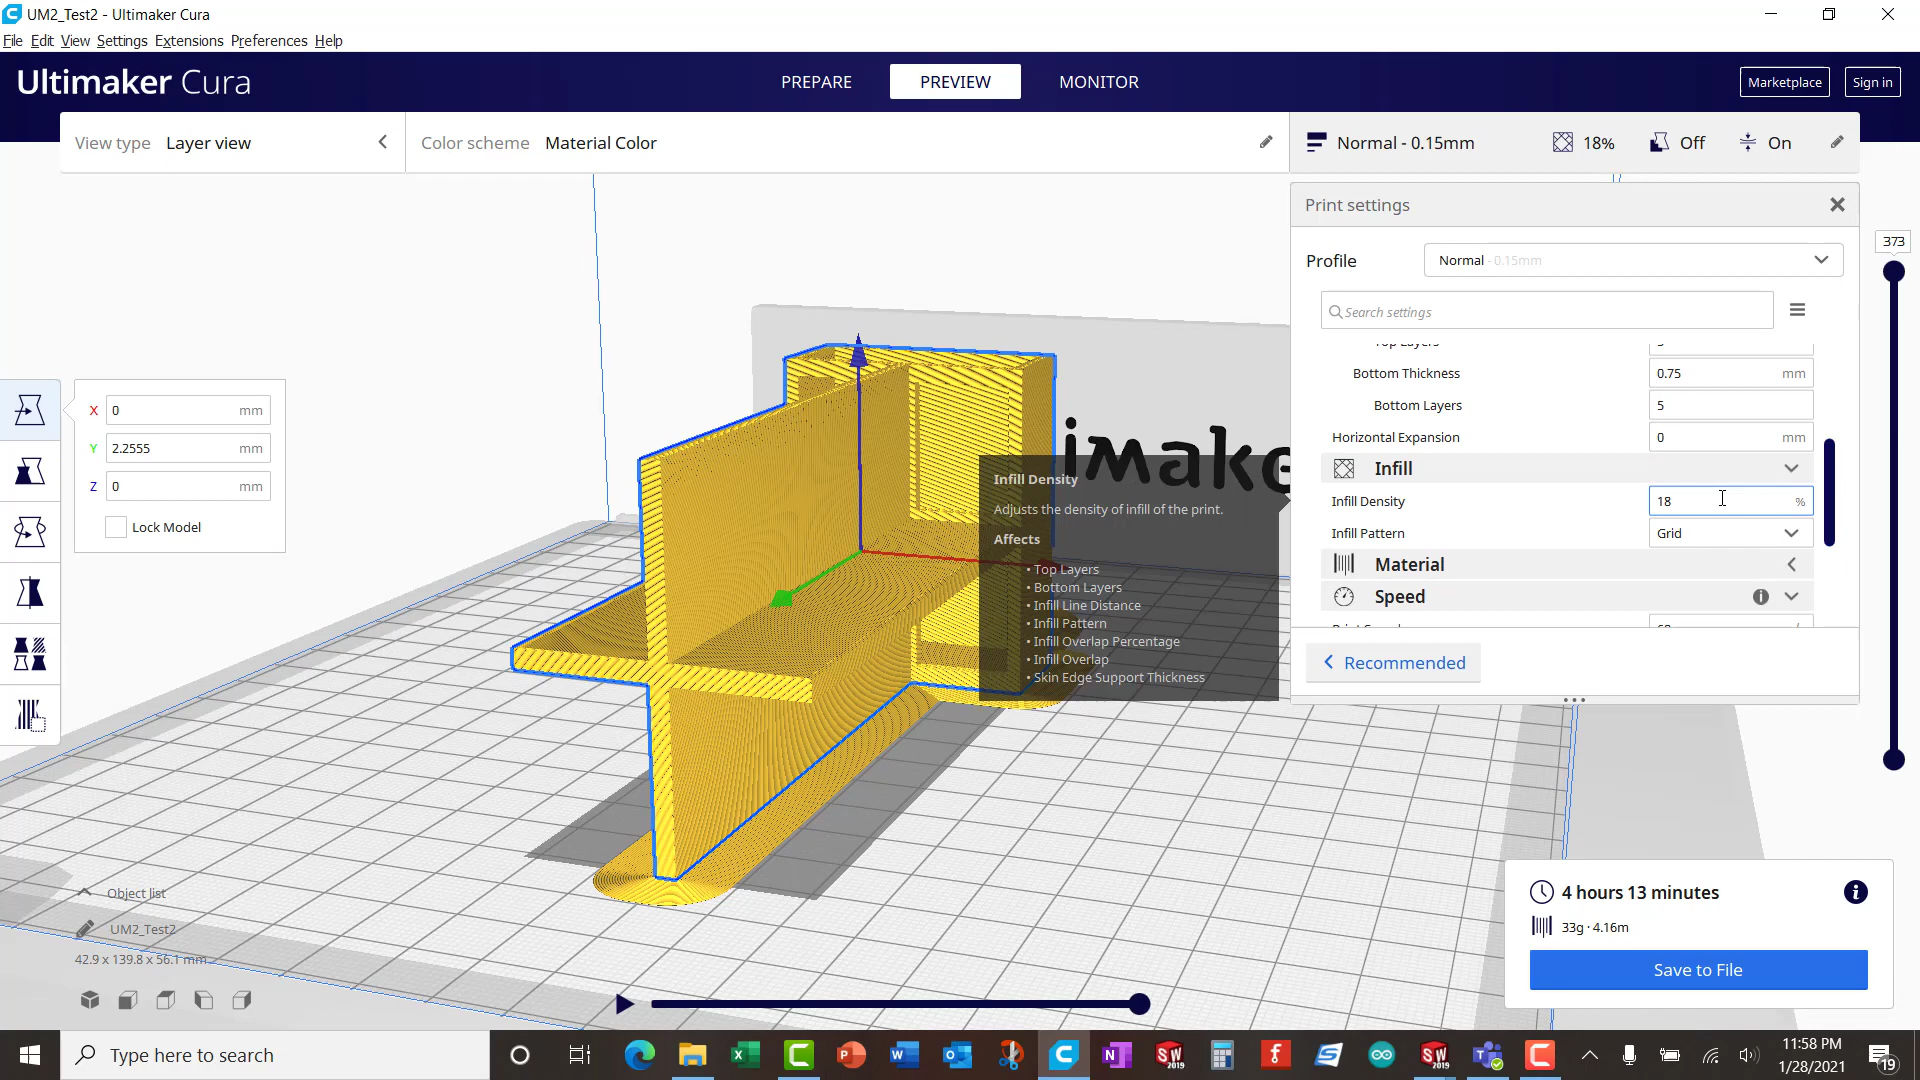 UM2_Test2 - Ultimaker Cura
File Edit View Settings Extensions Preferences Help
Ultimaker Cura
PREPARE PREVIEW MONITOR
Marketplace Sign in
View type Layer view
Color scheme Material Color
Normal - 0.15mm 18% Off On
Print settings
373
Profile Normal - 0.15mm
Search settings
Bottom Thickness 0.75 mm
X 0 mm
Bottom Layers 5
Horizontal Expansion 0 mm
Y 2.2555 mm
imake
Infill
Infill Density
Z 0 mm
Infill Density 18 %
Adjusts the density of infill of the print.
Lock Model
Infill Pattern Grid
Affects
• Top Layers
Material
• Bottom Layers
Speed
• Infill Line Distance
• Infill Pattern
• Infill Overlap Percentage
• Infill Overlap
Recommended
• Skin Edge Support Thickness
Object list
4 hours 13 minutes
UM2_Test2
33g · 4.16m
42.9 x 139.8 x 56.1 mm
Save to File
Type here to search
11:58 PM
1/28/2021
19